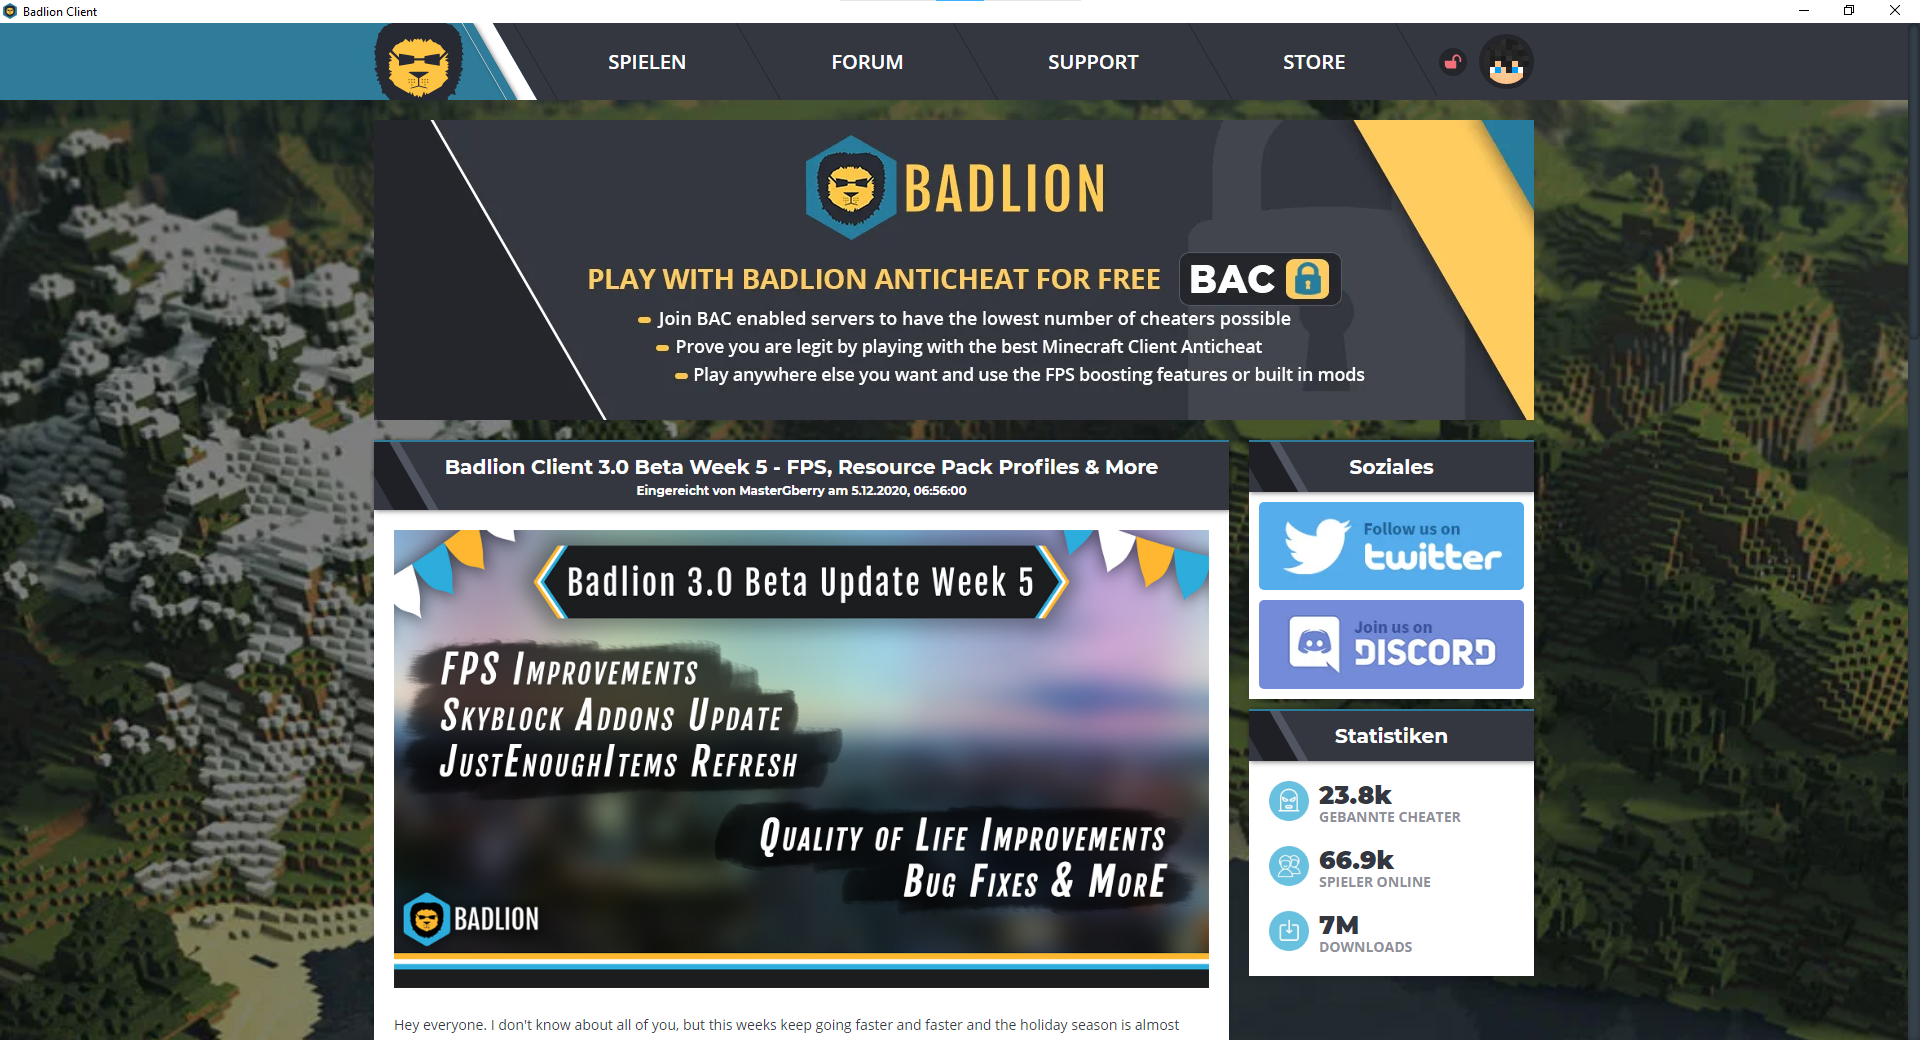 Badlion Client
SPIELEN
FORUM
SUPPORT
STORE
BADLION
PLAY WITH BADLION ANTICHEAT FOR FREE
BAC
Join BAC enabled servers to have the lowest number of cheaters possible
Prove you are legit by playing with the best Minecraft Client Anticheat
Play anywhere else you want and use the FPS boosting features or built in mods
Badlion Client 3.0 Beta Week 5 - FPS, Resource Pack Profiles & More
Eingereicht von MasterGberry am 5.12.2020, 06:56:00
Badlion 3.0 Beta Update Week 5
FPS Improvements
Skyblock Addons Update
JustEnoughItems Refresh
Quality of Life Improvements
Bug Fixes & MorE
BADLION
Hey everyone. I don't know about all of you, but this weeks keep going faster and faster and the holiday season is almost
Soziales
Follow us on
twitter
Join us on
DISCORD
Statistiken
23.8k
GEBANNTE CHEATER
66.9k
SPIELER ONLINE
7M
DOWNLOADS